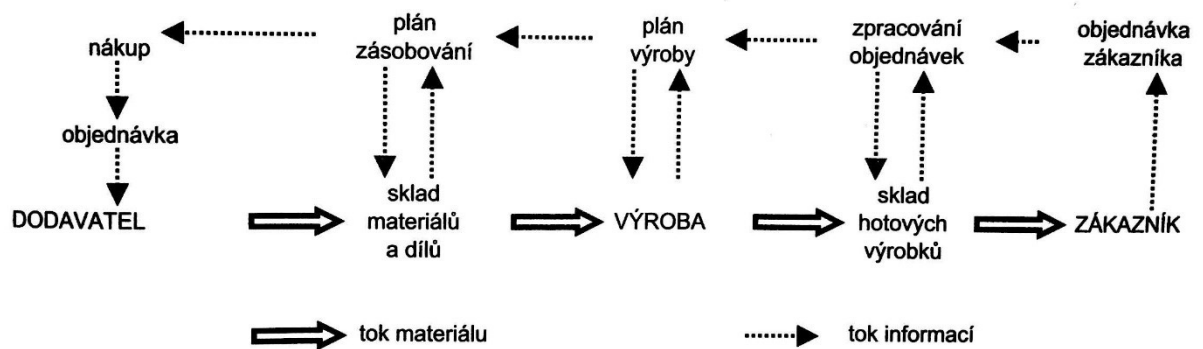 nákup
plán
zásobování
plán
výroby
zpracování
objednávek
objednávka
zákazníka
objednávka
DODAVATEL
sklad
materiálů
a dílů
VÝROBA
sklad
hotových
výrobků
ZÁKAZNÍK
tok materiálu
tok informací